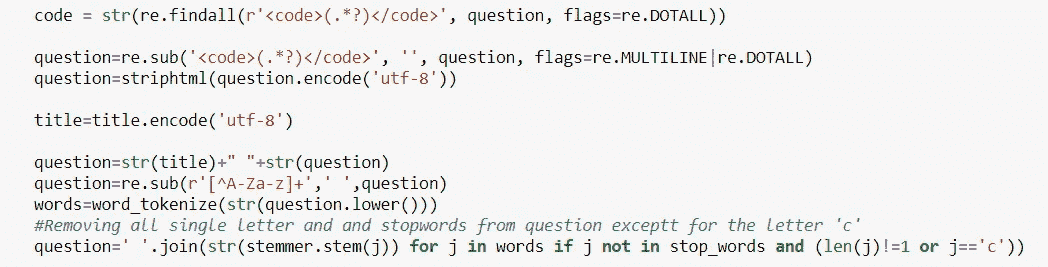 code = str(re.findall(r'<code>(.*?)</code>', question, flags=re.DOTALL))
question=re.sub('<code>(.*?)</code>', '', question, flags=re.MULTILINE|re.DOTALL)
question=striphtml(question.encode('utf-8'))
title=title.encode('utf-8')
question=str(title)+" "+str(question)
question=re.sub(r'[^A-Za-z]+',' ',question)
words=word_tokenize(str(question.lower()))
#Removing all single letter and and stopwords from question exceptt for the letter 'c'
question=' '.join(str(stemmer.stem(j)) for j in words if j not in stop_words and (len(j)!=1 or j=='c'))